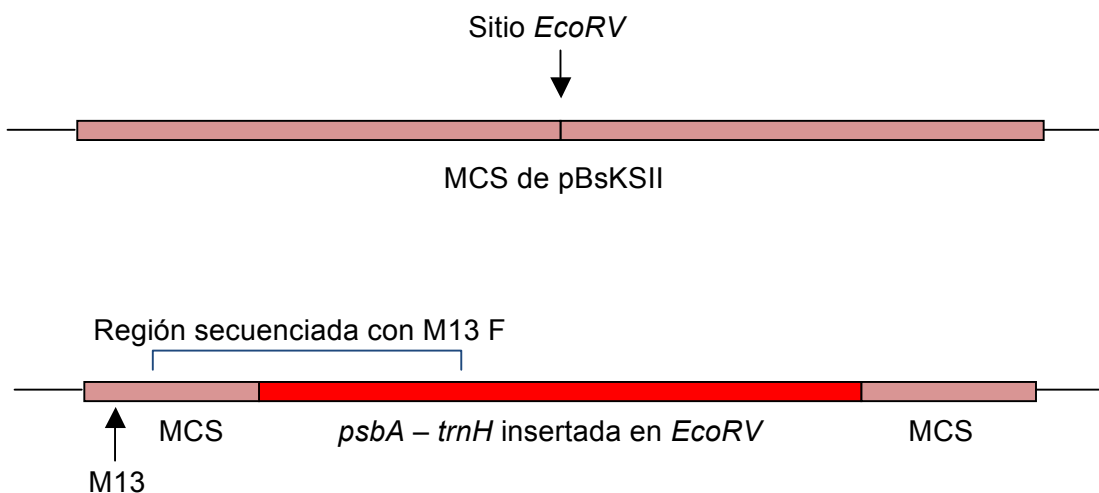 Sitio EcoRV
MCS de pBsKSII
Región secuenciada con M13 F
MCS psbA – trnH insertada en EcoRV MCS
M13